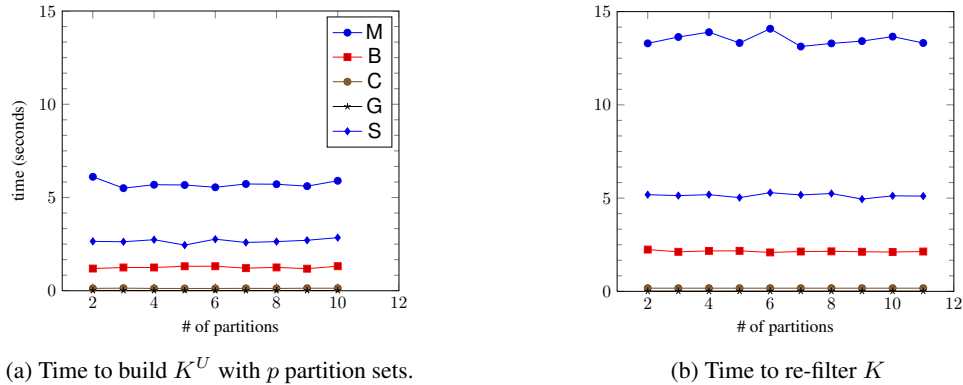 15
10
5
0
2
4
6
8
10
12
time (seconds)
# of partitions
M
B
C
G
S
(a) Time to build K^U with p partition sets.
15
10
5
0
2
4
6
8
10
12
# of partitions
(b) Time to re-filter K